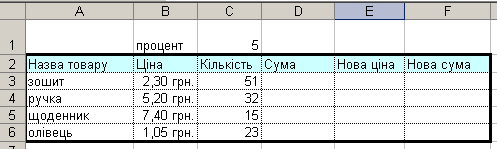 A B C D E F
1 процент 5
2 Назва товару Ціна Кількість Сума Нова ціна Нова сума
3 зошит 2,30 грн. 51
4 ручка 5,20 грн. 32
5 щоденник 7,40 грн. 15
6 олівець 1,05 грн. 23